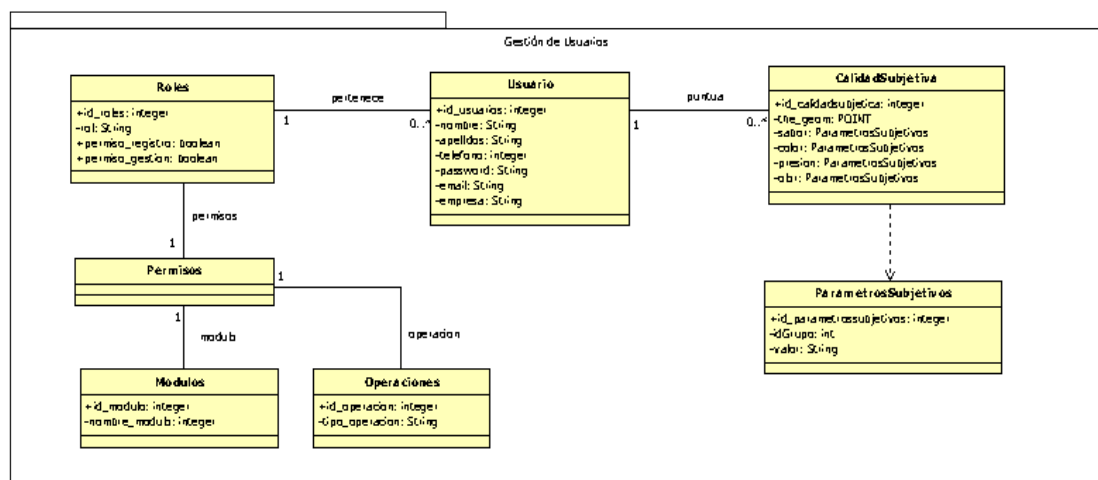 Gestión de Usuarios
Roles
+id_roles: integer
-rol: String
+permiso_registro: Boolean
+permiso_gestion: Boolean
pertenece
1
0..*
Usuario
+id_usuarios: integer
-nombre: String
-apellidos: String
-telefono: integer
-password: String
-email: String
-empresa: String
puntua
1
0..*
CalidadSubjetiva
+id_calidadsubjetica: integer
-the_geom: POINT
-sabor: ParametrosSubjetivos
-color: ParametrosSubjetivos
-presion: ParametrosSubjetivos
-olor: ParametrosSubjetivos
permisos
1
Permisos
1
1
modulo
operacion
ParametrosSubjetivos
+id_parametrossubjetivos: integer
-idGrupo: int
-valor: String
Modulos
+id_modulo: integer
-nombre_modulo: integer
Operaciones
+id_operacion: integer
-tipo_operacion: String